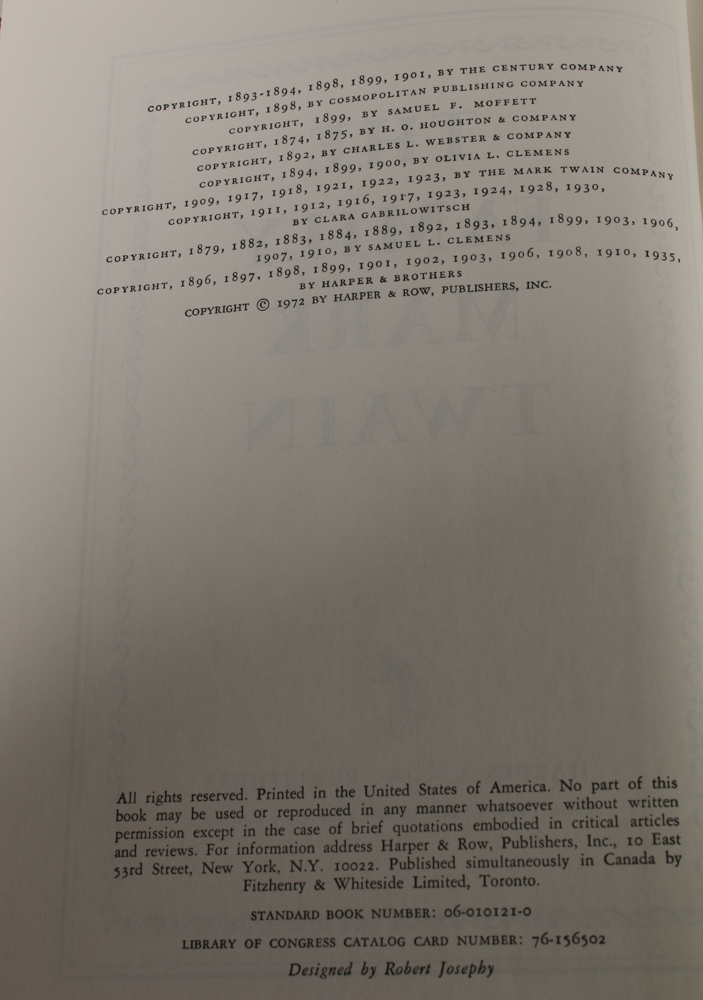 COPYRIGHT, 1893-1894, 1898, 1899, 1901, BY THE CENTURY COMPANY
COPYRIGHT, 1898, BY COSMOPOLITAN PUBLISHING COMPANY
COPYRIGHT, 1899, BY SAMUEL F. MOFFETT
COPYRIGHT, 1874, 1875, BY H. O. HOUGHTON & COMPANY
COPYRIGHT, 1892, BY CHARLES L. WEBSTER & COMPANY
COPYRIGHT, 1894, 1899, 1900, BY OLIVIA L. CLEMENS
COPYRIGHT, 1909, 1917, 1918, 1921, 1922, 1923, BY THE MARK TWAIN COMPANY
COPYRIGHT, 1911, 1912, 1916, 1917, 1923, 1924, 1928, 1930,
BY CLARA GABRILOWITSCH
COPYRIGHT, 1879, 1882, 1883, 1884, 1889, 1892, 1893, 1894, 1899, 1903, 1906,
1907, 1910, BY SAMUEL L. CLEMENS
COPYRIGHT, 1896, 1897, 1898, 1899, 1901, 1902, 1903, 1906, 1908, 1910, 1935,
BY HARPER & BROTHERS
COPYRIGHT © 1972 BY HARPER & ROW, PUBLISHERS, INC.
MARK
TWAIN
All rights reserved. Printed in the United States of America. No part of this
book may be used or reproduced in any manner whatsoever without written
permission except in the case of brief quotations embodied in critical articles
and reviews. For information address Harper & Row, Publishers, Inc., 10 East
53rd Street, New York, N.Y. 10022. Published simultaneously in Canada by
Fitzhenry & Whiteside Limited, Toronto.
STANDARD BOOK NUMBER: 06-010121-0
LIBRARY OF CONGRESS CATALOG CARD NUMBER: 76-156502
Designed by Robert Josephy